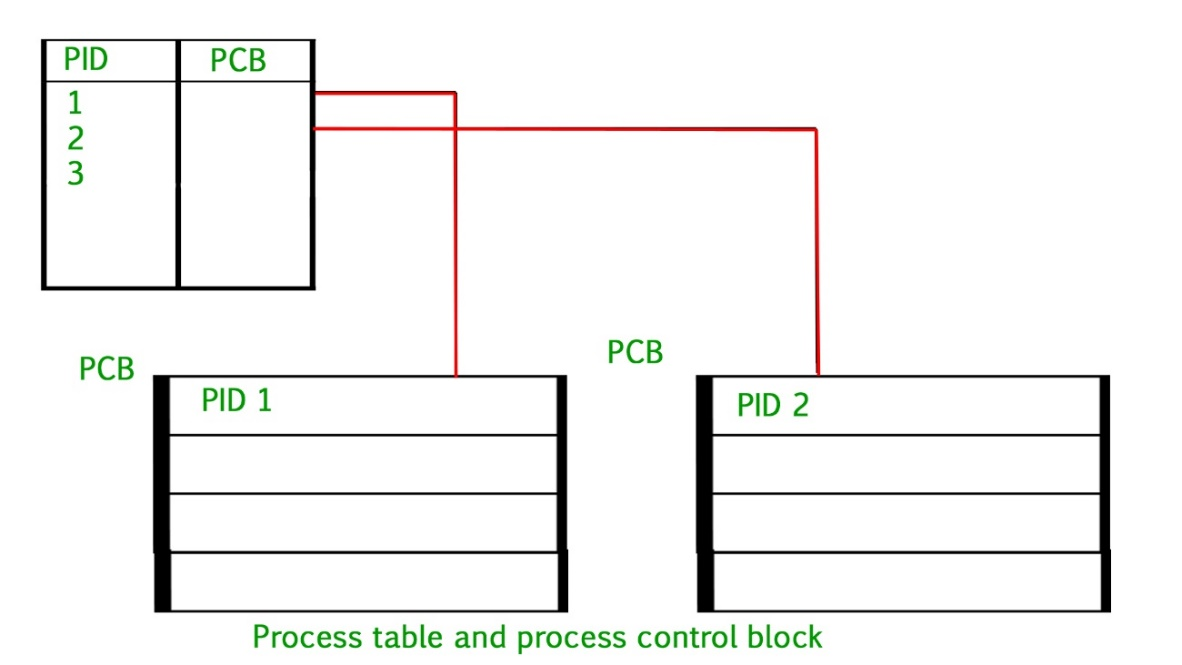 PID PCB
1
2
3
PCB
PID 1
PCB
PID 2
Process table and process control block